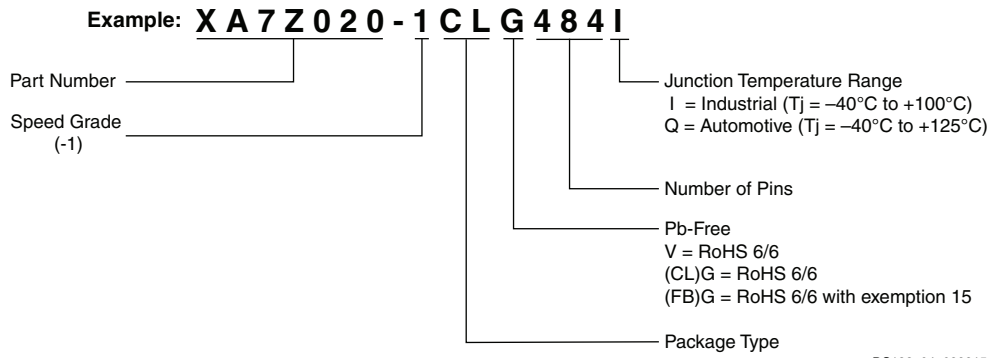 Example: XA7Z020-1CLG484I
Part Number
Speed Grade
(-1)
Junction Temperature Range
I = Industrial (Tj = –40°C to +100°C)
Q = Automotive (Tj = –40°C to +125°C)
Number of Pins
Pb-Free
V = RoHS 6/6
(CL)G = RoHS 6/6
(FB)G = RoHS 6/6 with exemption 15
Package Type